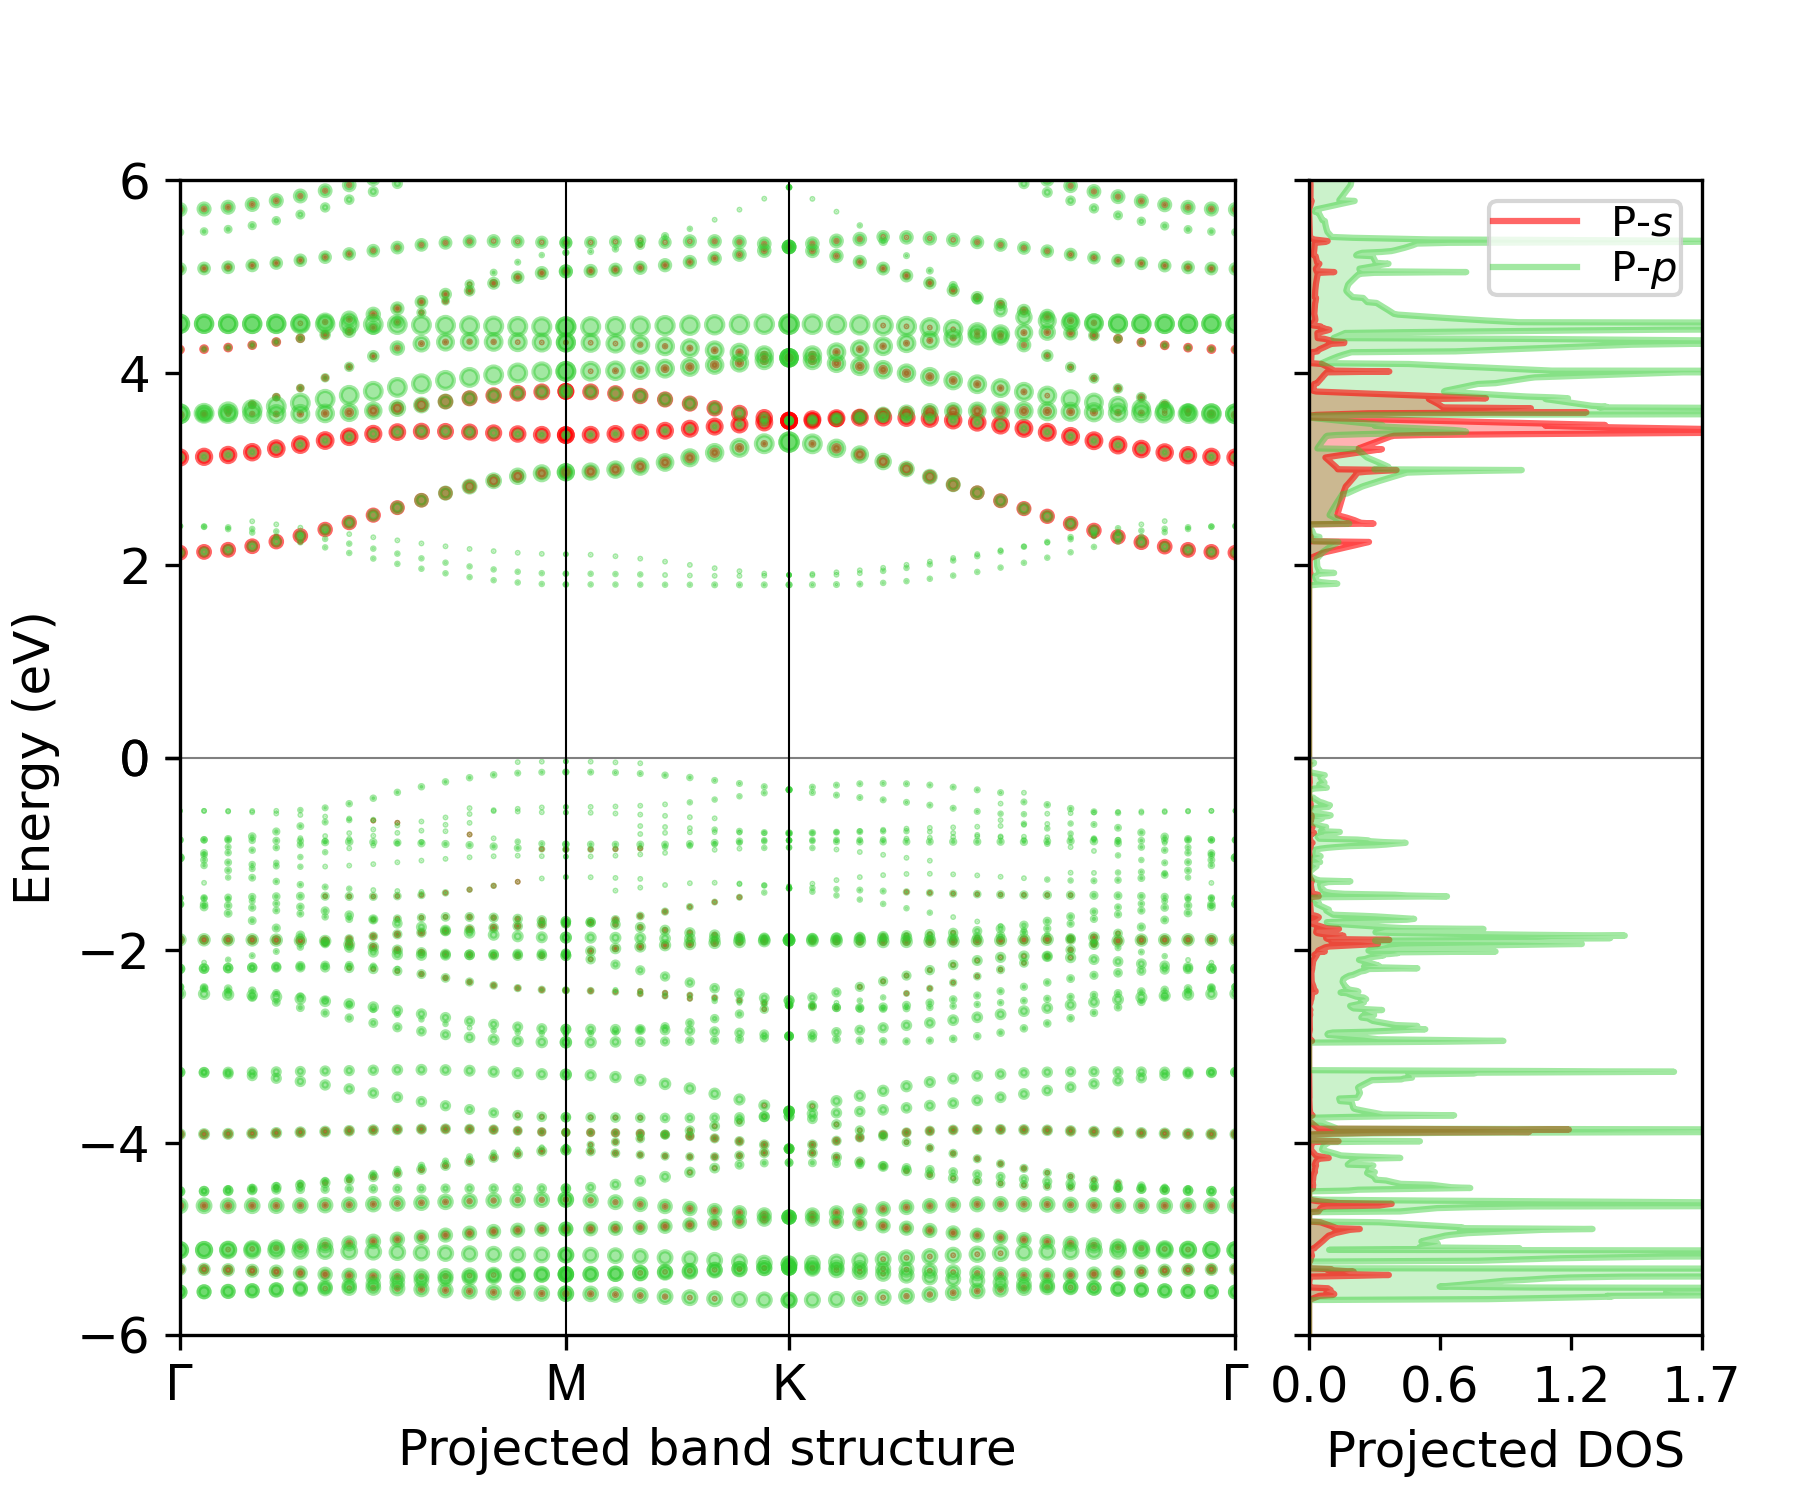 6
4
2
0
−2
−4
−6
Energy (eV)
Γ
M
K
Γ
Projected band structure
P-s
P-p
0.0
0.6
1.2
1.7
Projected DOS